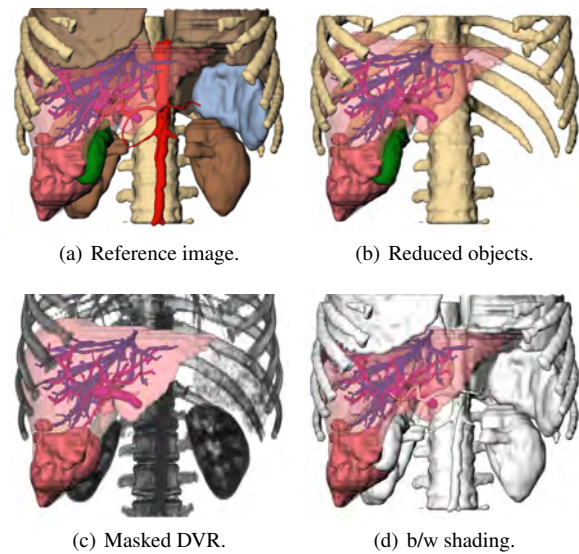 (a) Reference image.
(b) Reduced objects.
(c) Masked DVR.
(d) b/w shading.